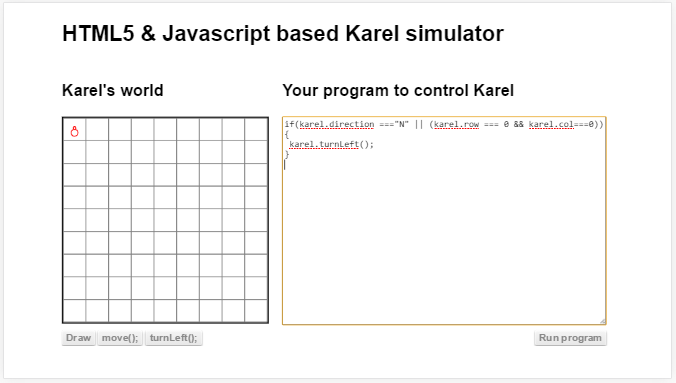 HTML5 & Javascript based Karel simulator
Karel's world
Your program to control Karel
if(karel.direction ==="N" || (karel.row === 0 && karel.col===0))
{
karel.turnLeft();
}
Draw move(); turnLeft(); Run program